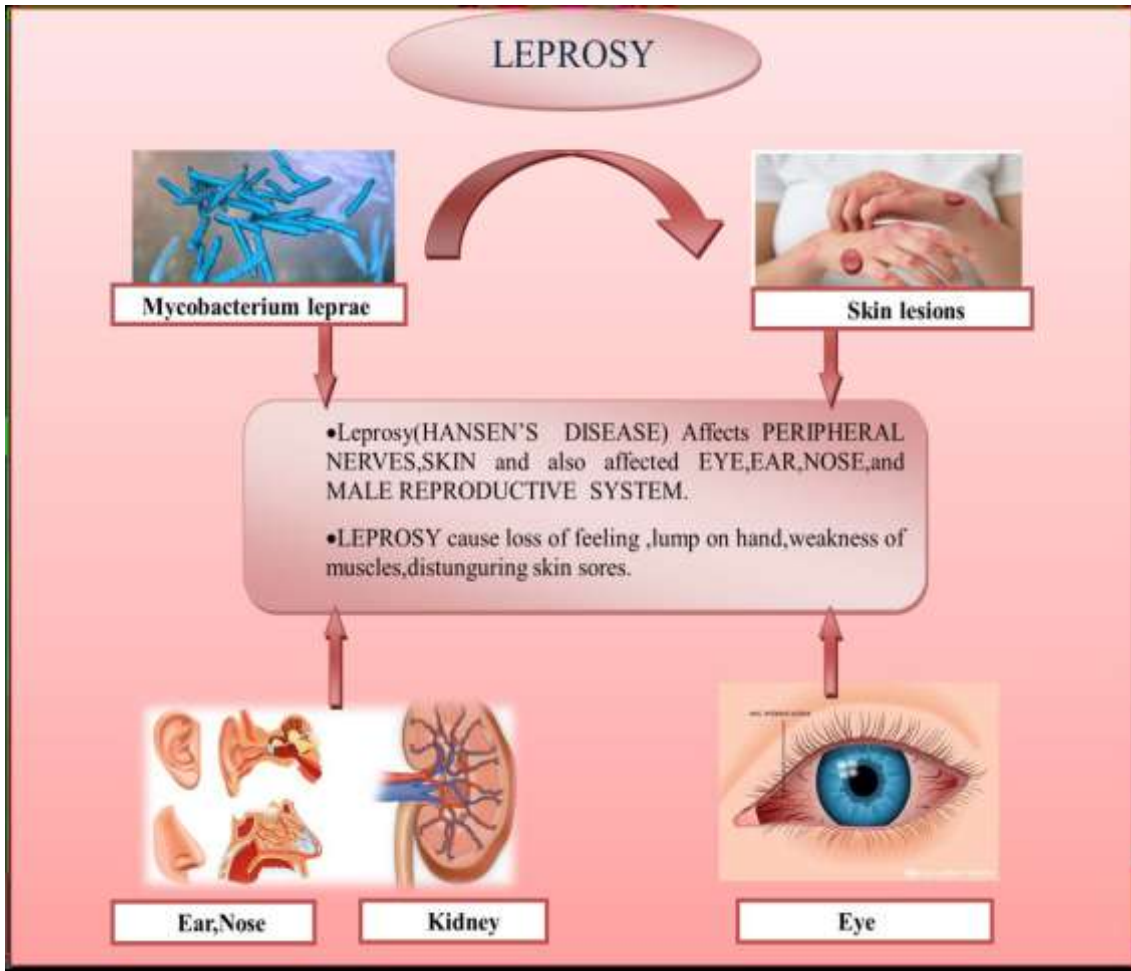 LEPROSY
Mycobacterium leprae
Skin lesions
•Leprosy(HANSEN’S DISEASE) Affects PERIPHERAL
NERVES,SKIN and also affected EYE,EAR,NOSE,and
MALE REPRODUCTIVE SYSTEM.
•LEPROSY cause loss of feeling ,lump on hand,weakness of
muscles,distunguring skin sores.
Ear,Nose
Kidney
Eye